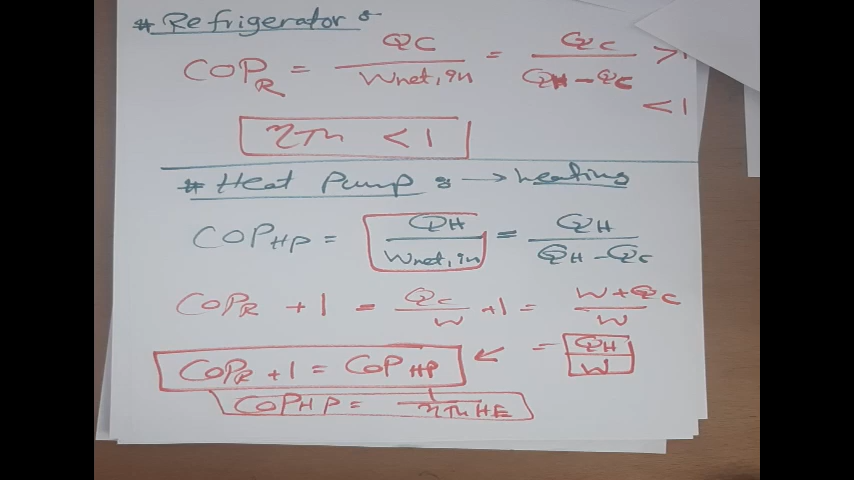 # Refrigerator :-
COP_R = QC / Wnet,in = QC / QH - QC >1
<1
ηTh < 1
# Heat Pump : → heating
COP_HP = QH / Wnet,in = QH / QH - QC
COP_R + 1 = QC / W + 1 = W + QC / W
= QH / W
COP_R + 1 = COP_HP ←
COP_HP = 1 / ηTh HE